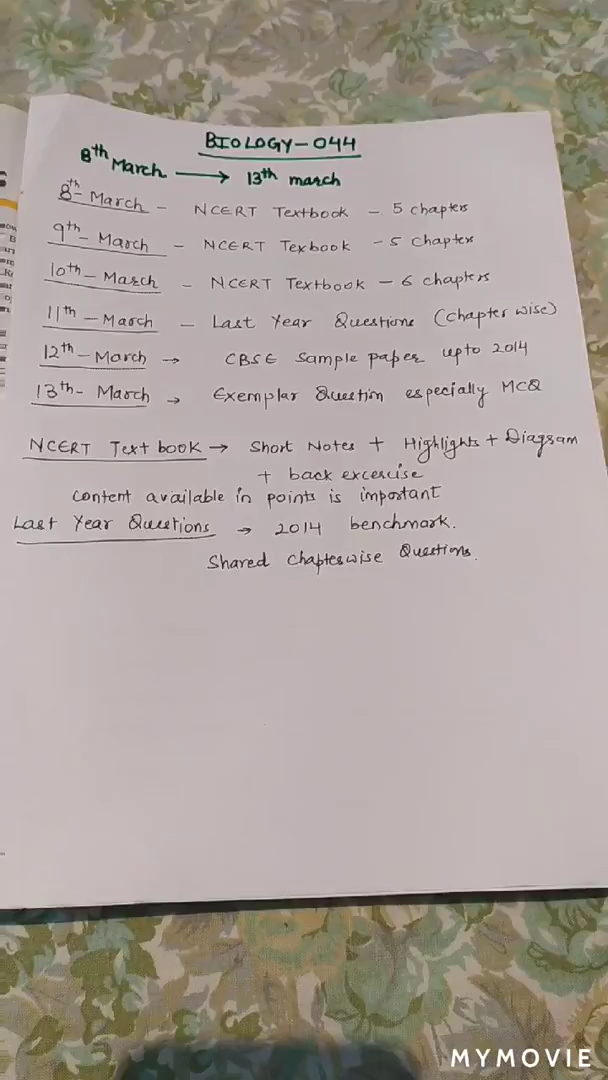 BIOLOGY-044
8th March → 13th march
8th March - NCERT Textbook - 5 chapters
9th March - NCERT Texbook - 5 chapters
10th - March - NCERT Textbook - 6 chapters
11th - March - Last Year Questions (chapter wise)
12th - March → CBSE sample paper upto 2014
13th - March → Exemplar Question especially MCQ
NCERT Text book → Short Notes + Highlights + Diagram
+ back excercise
content available in points is important
Last Year Questions → 2014 benchmark.
Shared Chapterswise Questions.
MYMOVIE